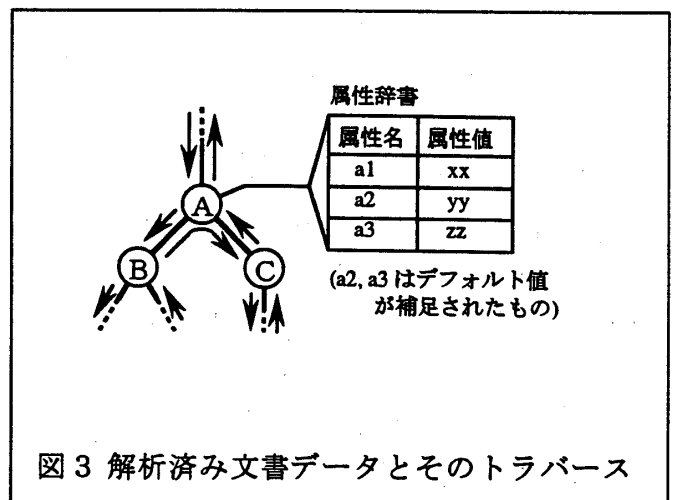 属性辞書
属性名 属性値
a1 xx
a2 yy
a3 zz
A
B
C
(a2, a3 はデフォルト値
が補足されたもの)
図 3 解析済み文書データとそのトラバース